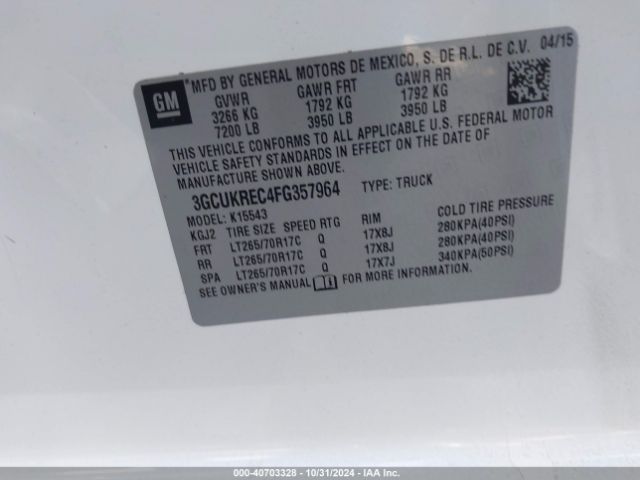 GM
MFD BY GENERAL MOTORS DE MEXICO, S. DE R.L. DE C.V. 04/15
GVWR GAWR FRT GAWR RR
3266 KG 1792 KG 1792 KG
7200 LB 3950 LB 3950 LB
THIS VEHICLE CONFORMS TO ALL APPLICABLE U.S. FEDERAL MOTOR
VEHICLE SAFETY STANDARDS IN EFFECT ON THE DATE OF
MANUFACTURE SHOWN ABOVE.
3GCUKREC4FG357964 TYPE: TRUCK
MODEL: K15543
KGJ2 TIRE SIZE SPEED RTG RIM COLD TIRE PRESSURE
FRT LT265/70R17C Q 17X8J 280KPA(40PSI)
RR LT265/70R17C Q 17X8J 280KPA(40PSI)
SPA LT265/70R17C Q 17X7J 340KPA(50PSI)
SEE OWNER'S MANUAL FOR MORE INFORMATION.
000-40703328 - 10/31/2024 - IAA Inc.